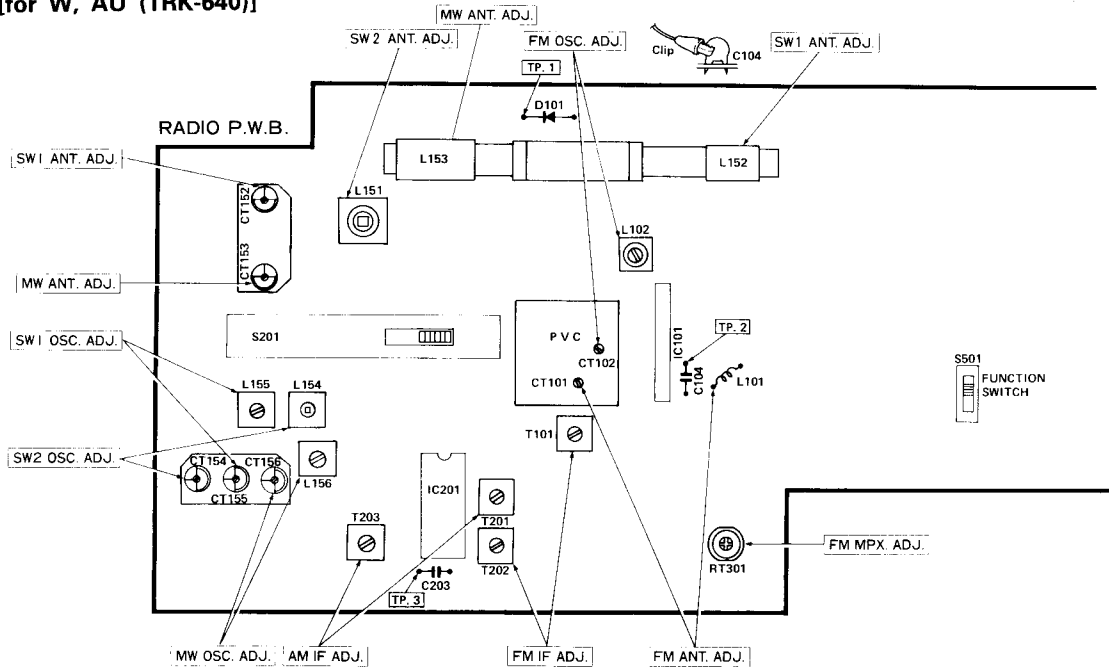 [for W, AU (TRK-640)]
MW ANT. ADJ.
SW2 ANT. ADJ.
FM OSC. ADJ.
Clip
C104
SW1 ANT. ADJ.
TP. 1
D101
RADIO P.W.B.
SW1 ANT. ADJ.
L153
L152
CT152
L151
CT153
L102
MW ANT. ADJ.
S201
PVC
CT102
CT101
IC101
TP. 2
C104
L101
S501
FUNCTION
SWITCH
SW1 OSC. ADJ.
L155
L154
T101
SW2 OSC. ADJ.
CT154
CT156
CT155
L156
IC201
T201
T203
T202
RT301
FM MPX. ADJ.
C203
TP. 3
MW OSC. ADJ.
AM IF ADJ.
FM IF ADJ.
FM ANT. ADJ.